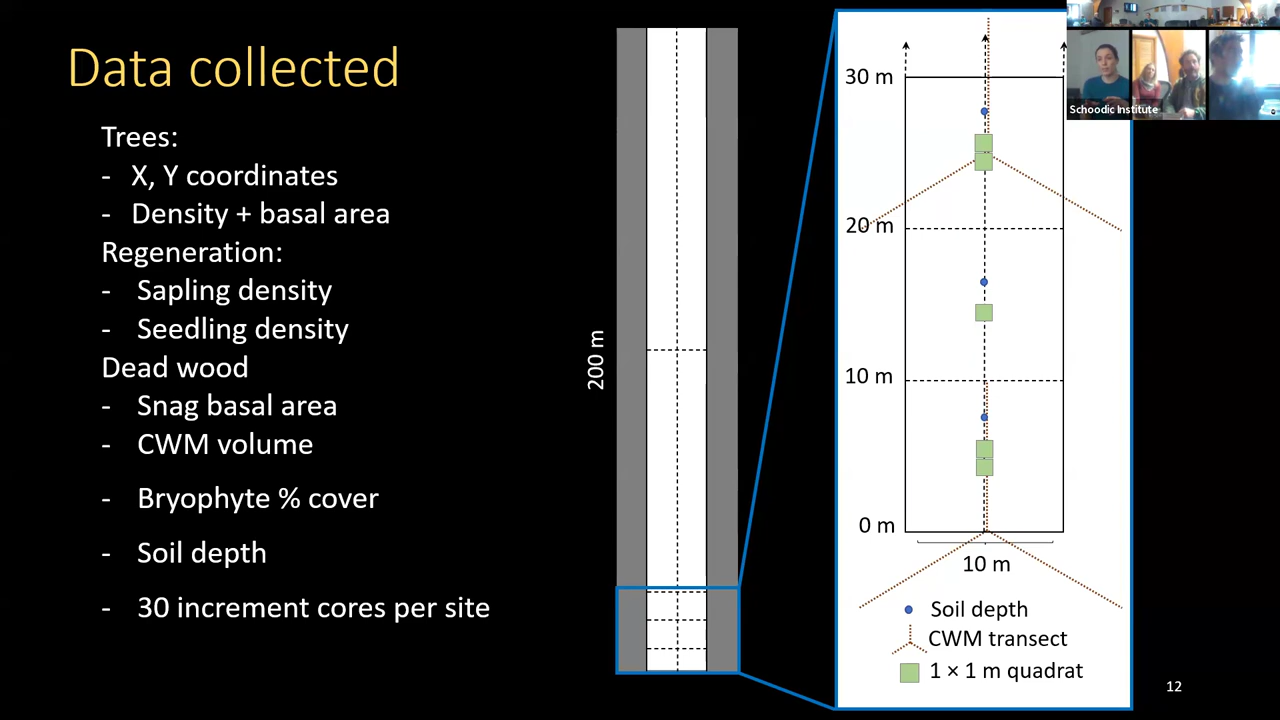 Data collected
Trees:
- X, Y coordinates
- Density + basal area
Regeneration:
- Sapling density
- Seedling density
Dead wood
- Snag basal area
- CWM volume
- Bryophyte % cover
- Soil depth
- 30 increment cores per site
200 m
30 m
20 m
10 m
0 m
10 m
Soil depth
CWM transect
1 × 1 m quadrat
Schoodic Institute
12